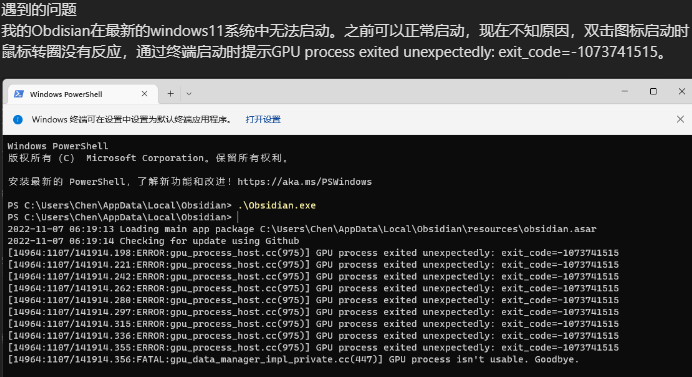 遇到的问题
我的Obdisian在最新的windows11系统中无法启动。之前可以正常启动，现在不知原因，双击图标启动时
鼠标转圈没有反应，通过终端启动时提示GPU process exited unexpectedly: exit_code=-1073741515。
Windows PowerShell
Windows 终端可在设置中设置为默认终端应用程序。 打开设置
Windows PowerShell
版权所有 (C) Microsoft Corporation。保留所有权利。
安装最新的 PowerShell，了解新功能和改进！https://aka.ms/PSWindows
PS C:\Users\Chen\AppData\Local\Obsidian> .\Obsidian.exe
PS C:\Users\Chen\AppData\Local\Obsidian>
2022-11-07 06:19:13 Loading main app package C:\Users\Chen\AppData\Local\Obsidian\resources\obsidian.asar
2022-11-07 06:19:14 Checking for update using Github
[14964:1107/141914.198:ERROR:gpu_process_host.cc(975)] GPU process exited unexpectedly: exit_code=-1073741515
[14964:1107/141914.221:ERROR:gpu_process_host.cc(975)] GPU process exited unexpectedly: exit_code=-1073741515
[14964:1107/141914.242:ERROR:gpu_process_host.cc(975)] GPU process exited unexpectedly: exit_code=-1073741515
[14964:1107/141914.262:ERROR:gpu_process_host.cc(975)] GPU process exited unexpectedly: exit_code=-1073741515
[14964:1107/141914.280:ERROR:gpu_process_host.cc(975)] GPU process exited unexpectedly: exit_code=-1073741515
[14964:1107/141914.297:ERROR:gpu_process_host.cc(975)] GPU process exited unexpectedly: exit_code=-1073741515
[14964:1107/141914.315:ERROR:gpu_process_host.cc(975)] GPU process exited unexpectedly: exit_code=-1073741515
[14964:1107/141914.336:ERROR:gpu_process_host.cc(975)] GPU process exited unexpectedly: exit_code=-1073741515
[14964:1107/141914.355:ERROR:gpu_process_host.cc(975)] GPU process exited unexpectedly: exit_code=-1073741515
[14964:1107/141914.356:FATAL:gpu_data_manager_impl_private.cc(447)] GPU process isn't usable. Goodbye.